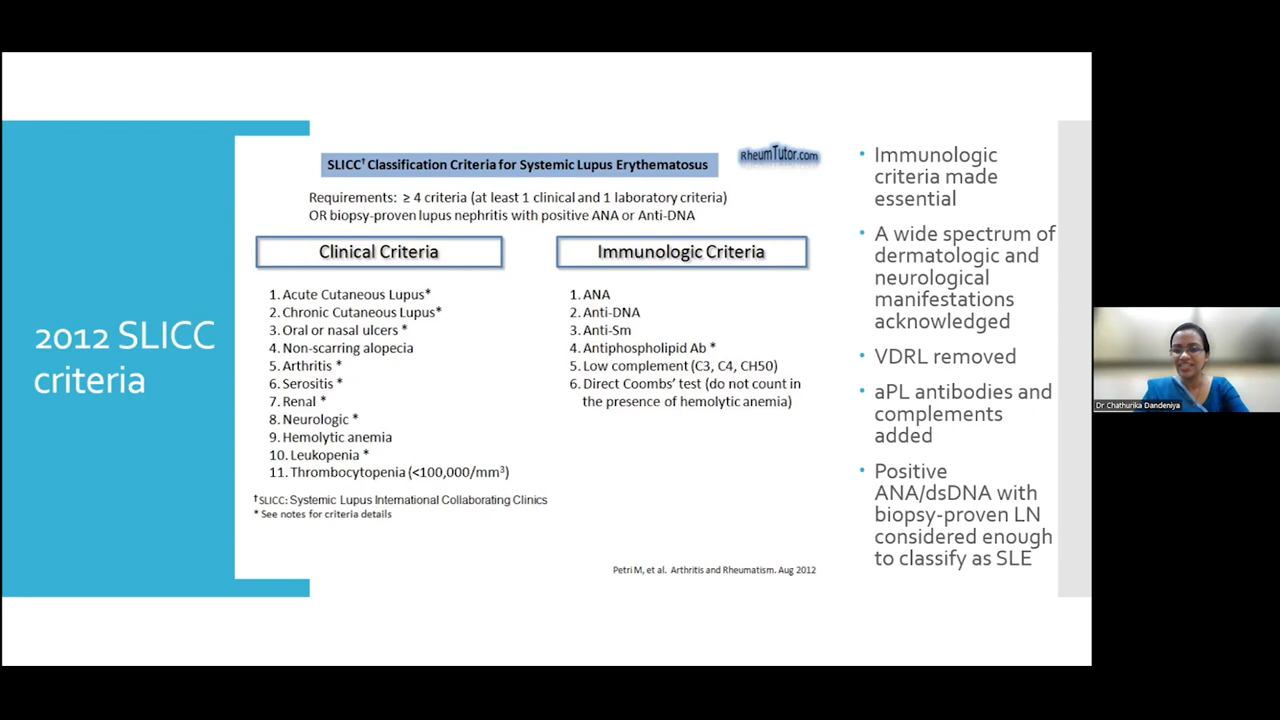 2012 SLICC
criteria
SLICC† Classification Criteria for Systemic Lupus Erythematosus
RheumTutor.com
Requirements: ≥ 4 criteria (at least 1 clinical and 1 laboratory criteria)
OR biopsy-proven lupus nephritis with positive ANA or Anti-DNA
Clinical Criteria
1. Acute Cutaneous Lupus*
2. Chronic Cutaneous Lupus*
3. Oral or nasal ulcers *
4. Non-scarring alopecia
5. Arthritis *
6. Serositis *
7. Renal *
8. Neurologic *
9. Hemolytic anemia
10. Leukopenia *
11. Thrombocytopenia (<100,000/mm³)
Immunologic Criteria
1. ANA
2. Anti-DNA
3. Anti-Sm
4. Antiphospholipid Ab *
5. Low complement (C3, C4, CH50)
6. Direct Coombs' test (do not count in
the presence of hemolytic anemia)
†SLICC: Systemic Lupus International Collaborating Clinics
* See notes for criteria details
Petri M, et al. Arthritis and Rheumatism. Aug 2012
• Immunologic
criteria made
essential
• A wide spectrum of
dermatologic and
neurological
manifestations
acknowledged
• VDRL removed
• aPL antibodies and
complements
added
• Positive
ANA/dsDNA with
biopsy-proven LN
considered enough
to classify as SLE
Dr Chathurika Dandeniya